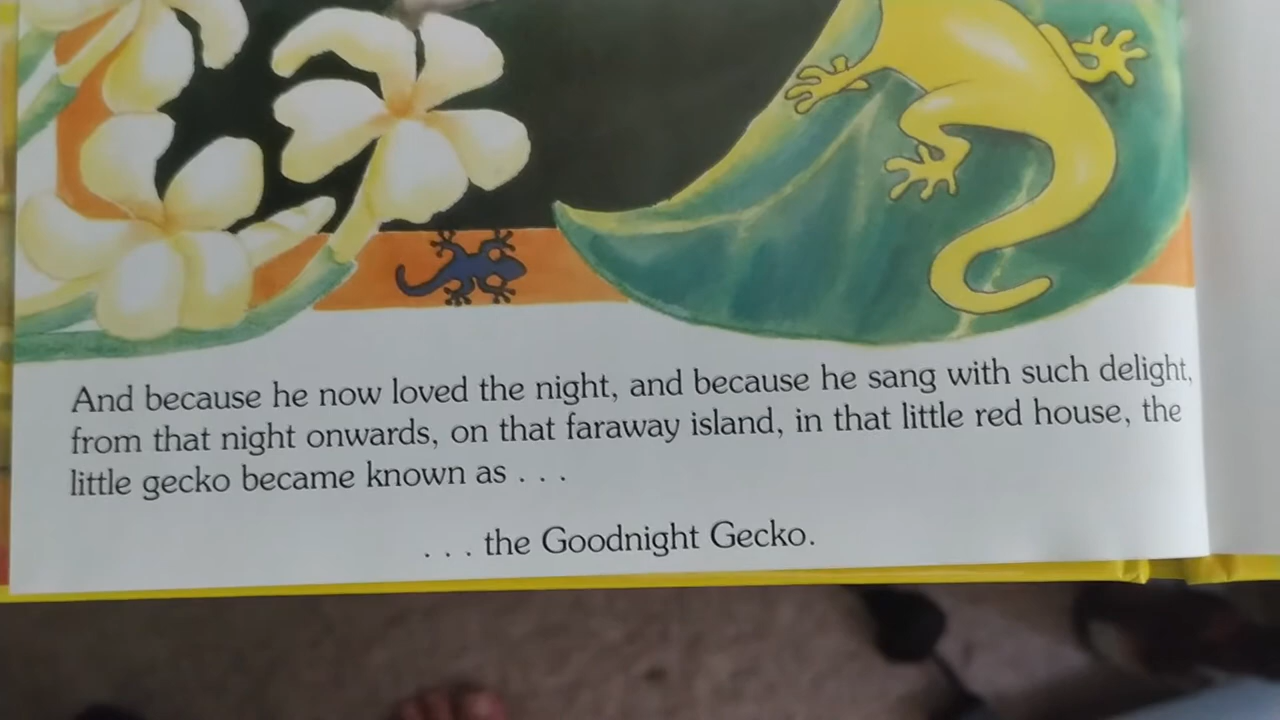 And because he now loved the night, and because he sang with such delight,
from that night onwards, on that faraway island, in that little red house, the
little gecko became known as . . .
. . . the Goodnight Gecko.